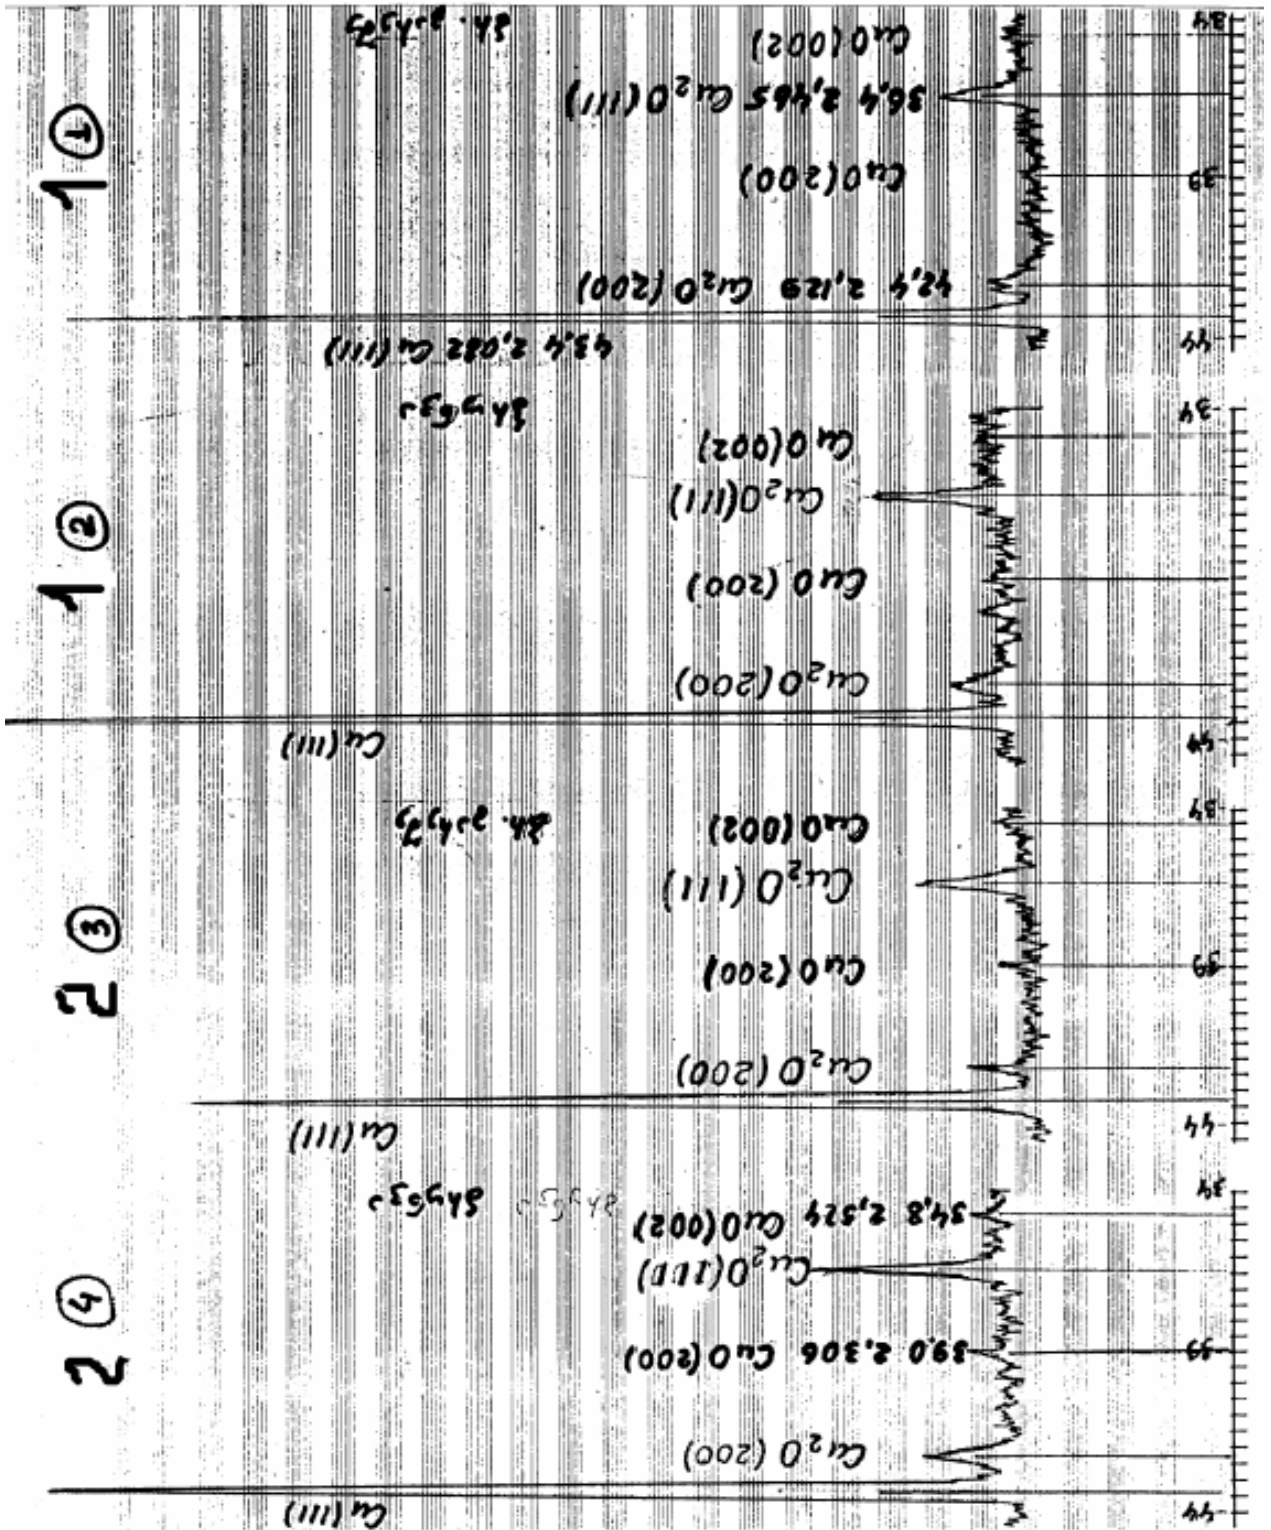 1 ①
34
CuO (002)
36,4 2,465 Cu₂O (111)
CuO (200)
39
42,4 2,129 Cu₂O (200)
43,4 2,082 Cu (111)
44
1 ②
34
CuO (002)
Cu₂O (111)
CuO (200)
Cu₂O (200)
Cu (111)
44
2 ③
34
CuO (002)
Cu₂O (111)
CuO (200)
39
Cu₂O (200)
Cu (111)
44
2 ④
34
34,8 2,574 CuO (002)
Cu₂O (111)
39,0 2,306 CuO (200)
39
Cu₂O (200)
Cu (111)
44